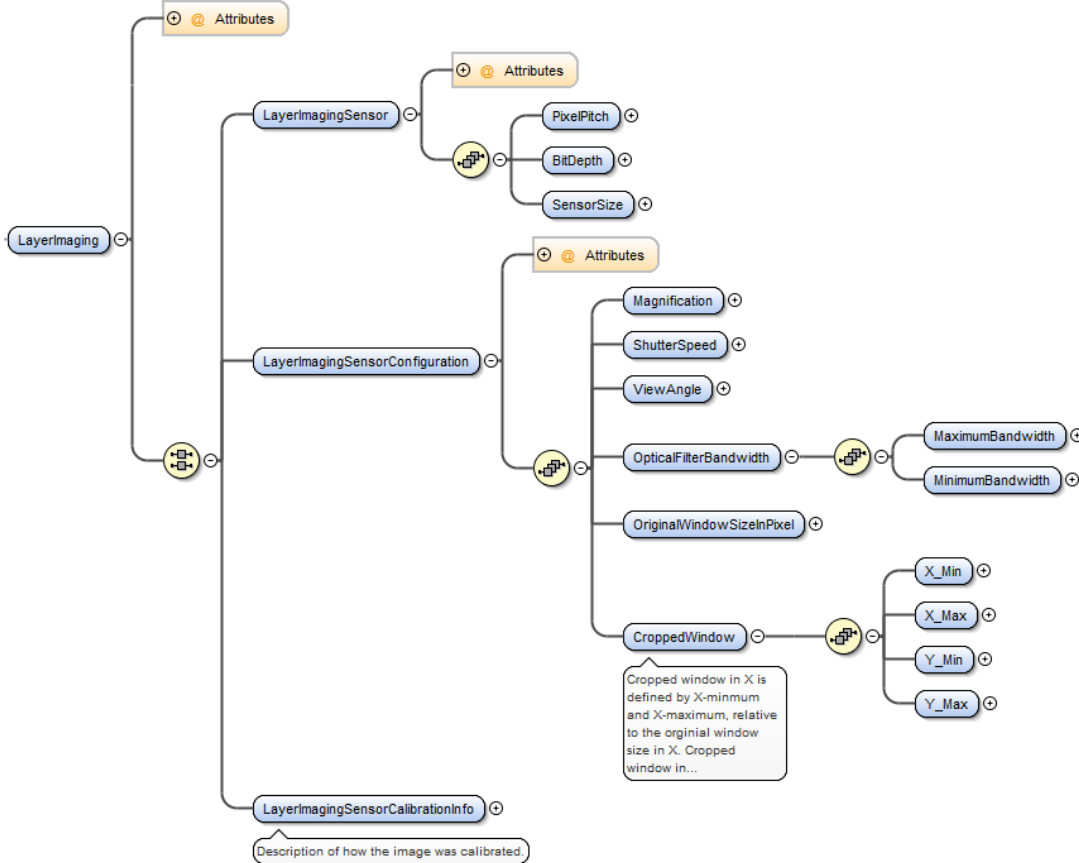 @ Attributes
@ Attributes
LayerImagingSensor
PixelPitch
BitDepth
SensorSize
LayerImaging
@ Attributes
Magnification
ShutterSpeed
ViewAngle
LayerImagingSensorConfiguration
OpticalFilterBandwidth
MaximumBandwidth
MinimumBandwidth
OriginalWindowSizeInPixel
X_Min
X_Max
CroppedWindow
Y_Min
Y_Max
Cropped window in X is
defined by X-minmum
and X-maximum, relative
to the orginial window
size in X. Cropped
window in...
LayerImagingSensorCalibrationInfo
Description of how the image was calibrated.